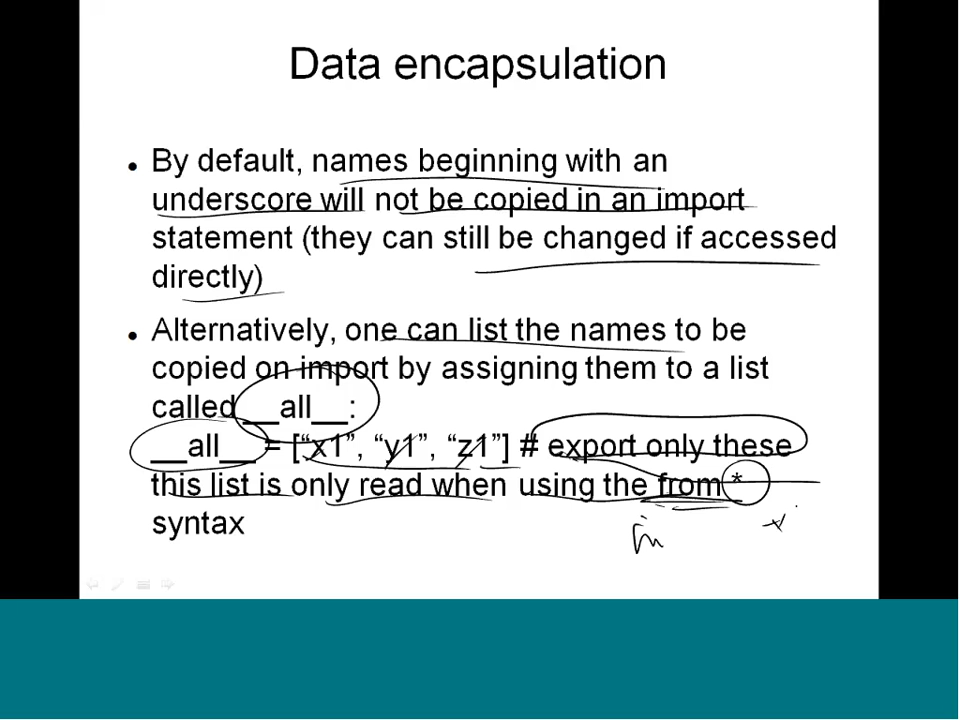 Data encapsulation
• By default, names beginning with an
underscore will not be copied in an import
statement (they can still be changed if accessed
directly)
• Alternatively, one can list the names to be
copied on import by assigning them to a list
called __all__:
__all__ = [“x1”, “y1”, “z1”] # export only these
this list is only read when using the from *
syntax